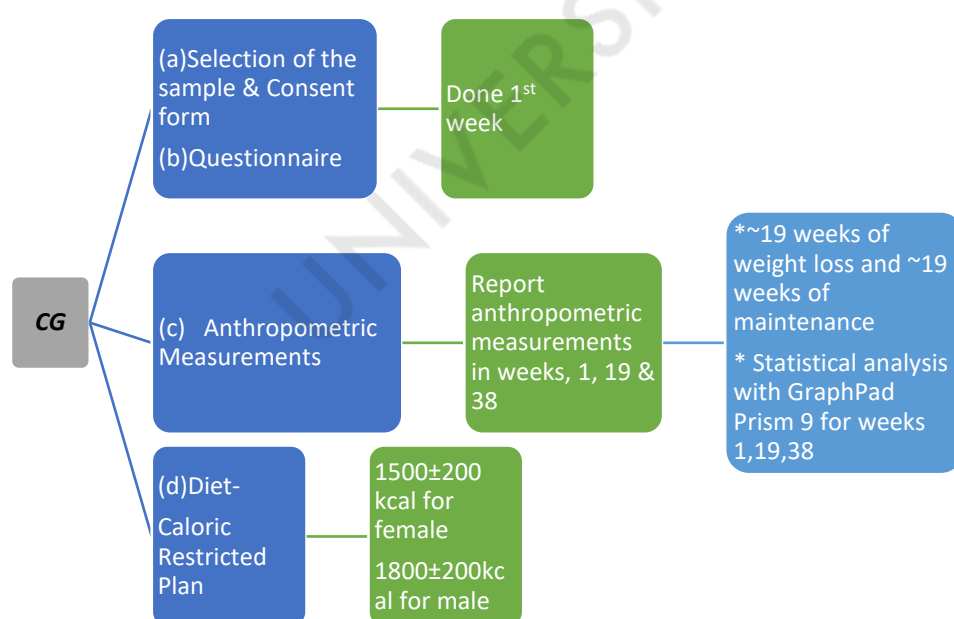 CG
(a)Selection of the
sample & Consent
form
(b)Questionnaire
Done 1st
week
(c) Anthropometric
Measurements
Report
anthropometric
measurements
in weeks, 1, 19 &
38
*~19 weeks of
weight loss and ~19
weeks of
maintenance
* Statistical analysis
with GraphPad
Prism 9 for weeks
1,19,38
(d)Diet-
Caloric
Restricted
Plan
1500±200
kcal for
female
1800±200kc
al for male
UNIVERSI